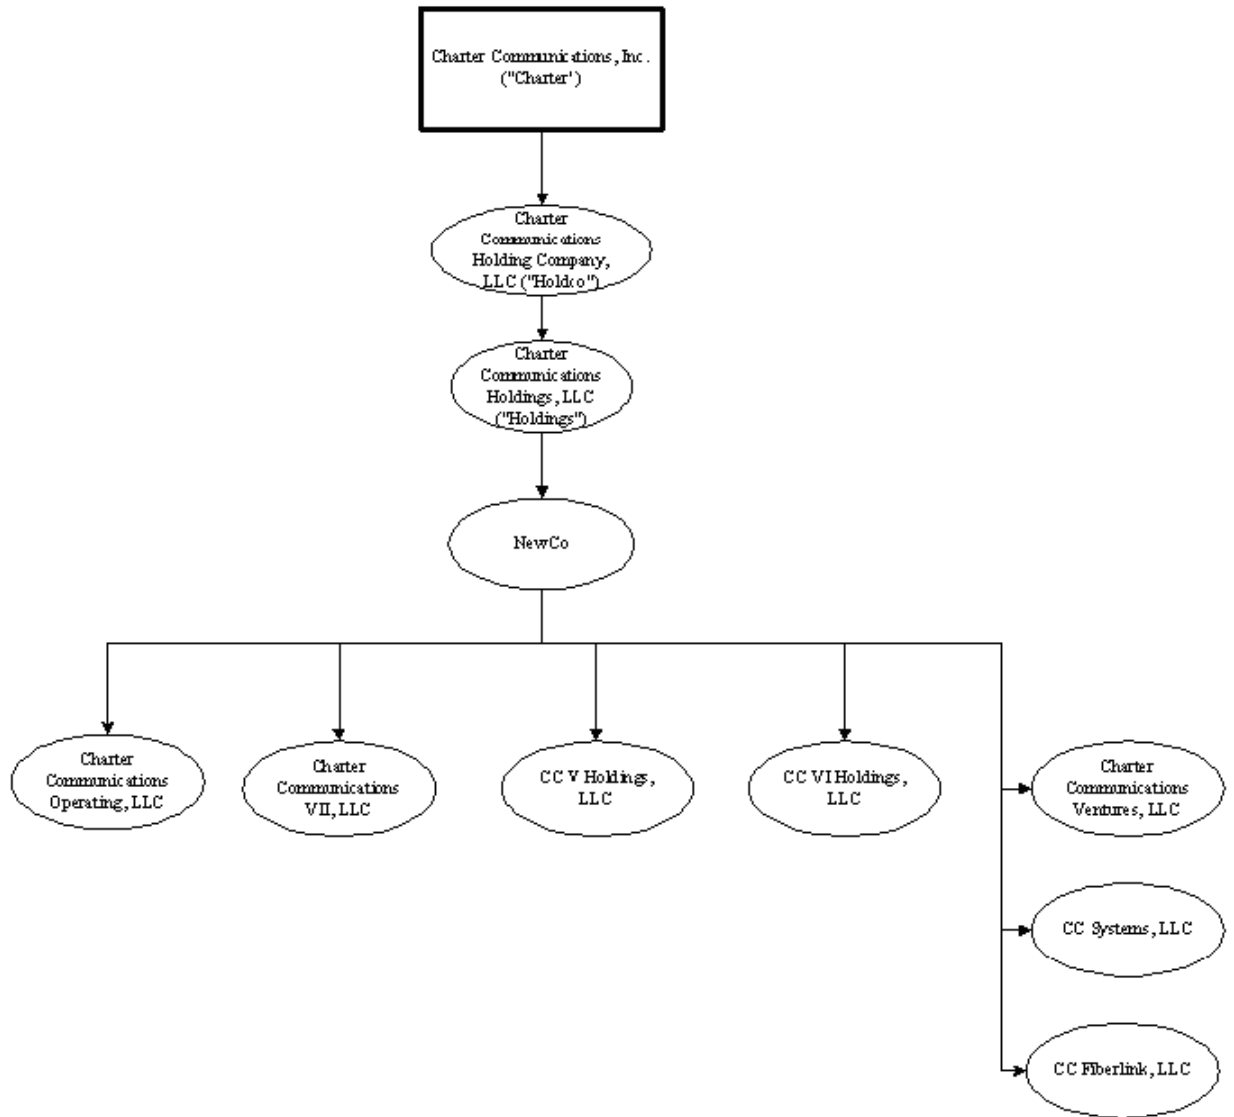 Charter Communications, Inc.
("Charter")
Charter
Communications
Holding Company,
LLC ("Holdco")
Charter
Communications
Holdings, LLC
("Holdings")
NewCo
Charter
Communications
Operating, LLC
Charter
Communications
VII, LLC
CC V Holdings,
LLC
CC VI Holdings,
LLC
Charter
Communications
Ventures, LLC
CC Systems, LLC
CC Fiberlink, LLC